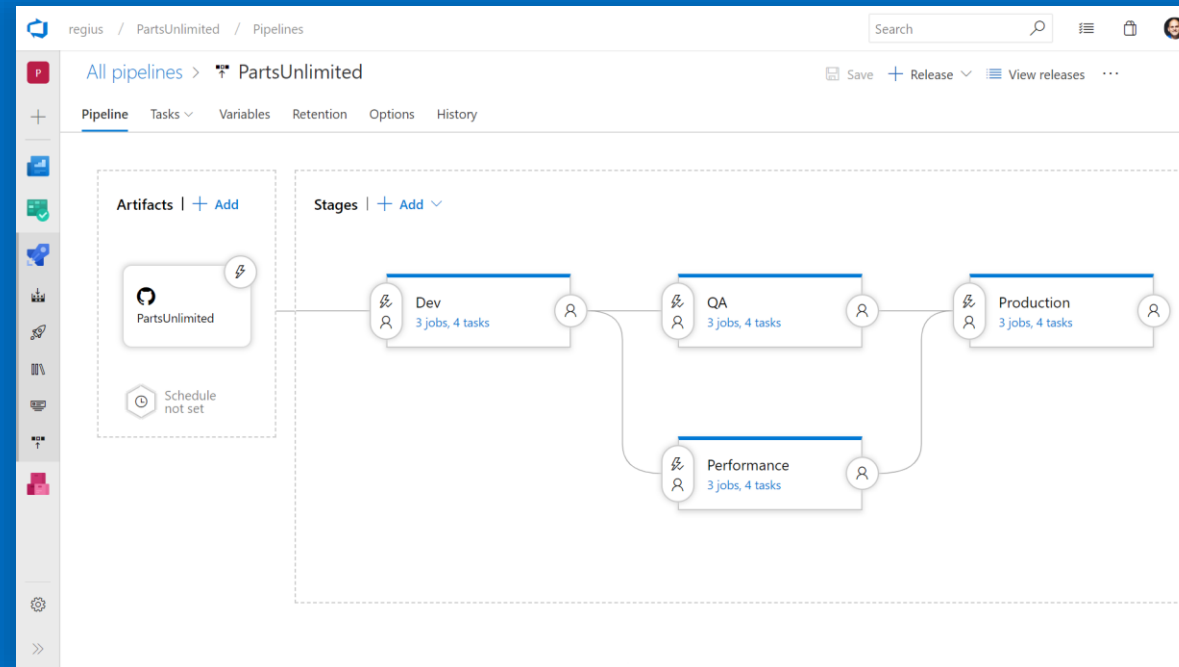 regius / PartsUnlimited / Pipelines
Search
P
All pipelines > PartsUnlimited
Save + Release View releases ...
Pipeline Tasks Variables Retention Options History
Artifacts | + Add
Stages | + Add
PartsUnlimited
Schedule
not set
Dev
3 jobs, 4 tasks
QA
3 jobs, 4 tasks
Production
3 jobs, 4 tasks
Performance
3 jobs, 4 tasks